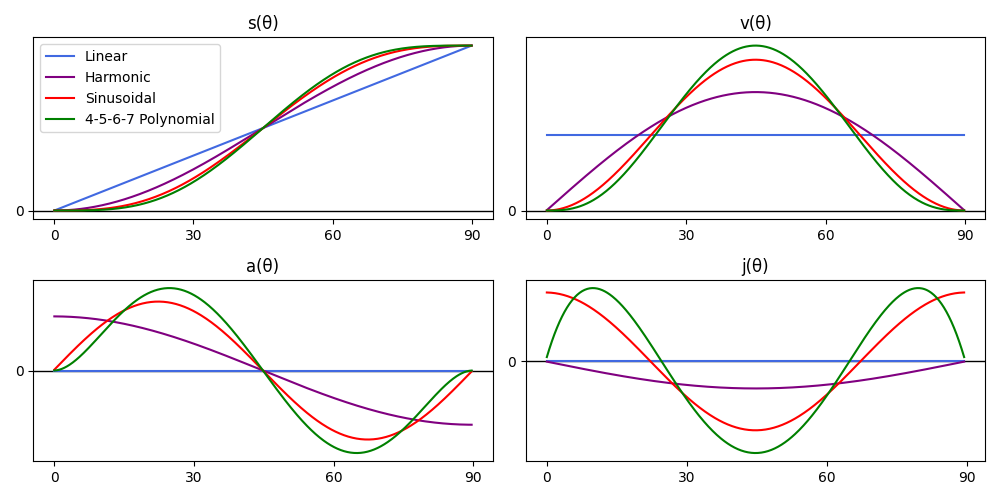 s(θ)
Linear
Harmonic
Sinusoidal
4-5-6-7 Polynomial
0
0 30 60 90
v(θ)
0
0 30 60 90
a(θ)
0
0 30 60 90
j(θ)
0
0 30 60 90